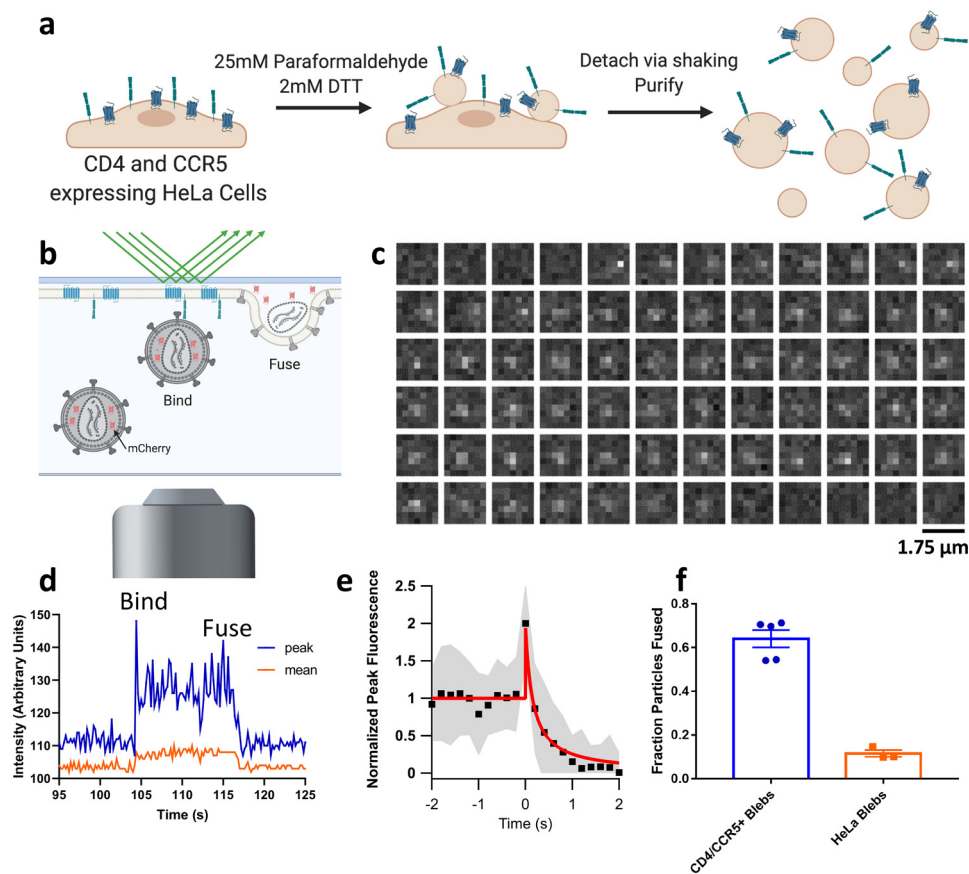 a
25mM Paraformaldehyde
2mM DTT
Detach via shaking
Purify
CD4 and CCR5
expressing HeLa Cells
b
Bind
Fuse
mCherry
c
1.75 μm
d
Bind
Fuse
peak
mean
Intensity (Arbitrary Units)
150
140
130
120
110
100
95
100
105
110
115
120
125
Time (s)
e
Normalized Peak Fluorescence
2.5
2
1.5
1
0.5
0
-2
-1
0
1
2
Time (s)
f
Fraction Particles Fused
0.8
0.6
0.4
0.2
0.0
CD4/CCR5+ Blebs
HeLa Blebs